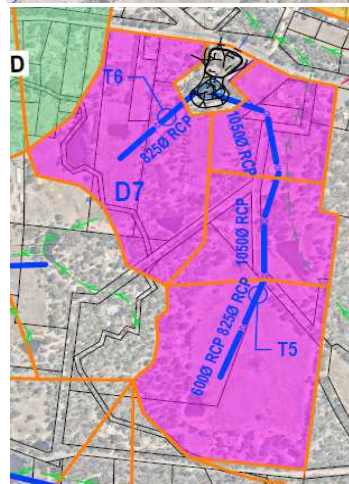 D
T6
825Ø RCP
1050Ø RCP
D7
1050Ø RCP
825Ø RCP
600Ø RCP
T5